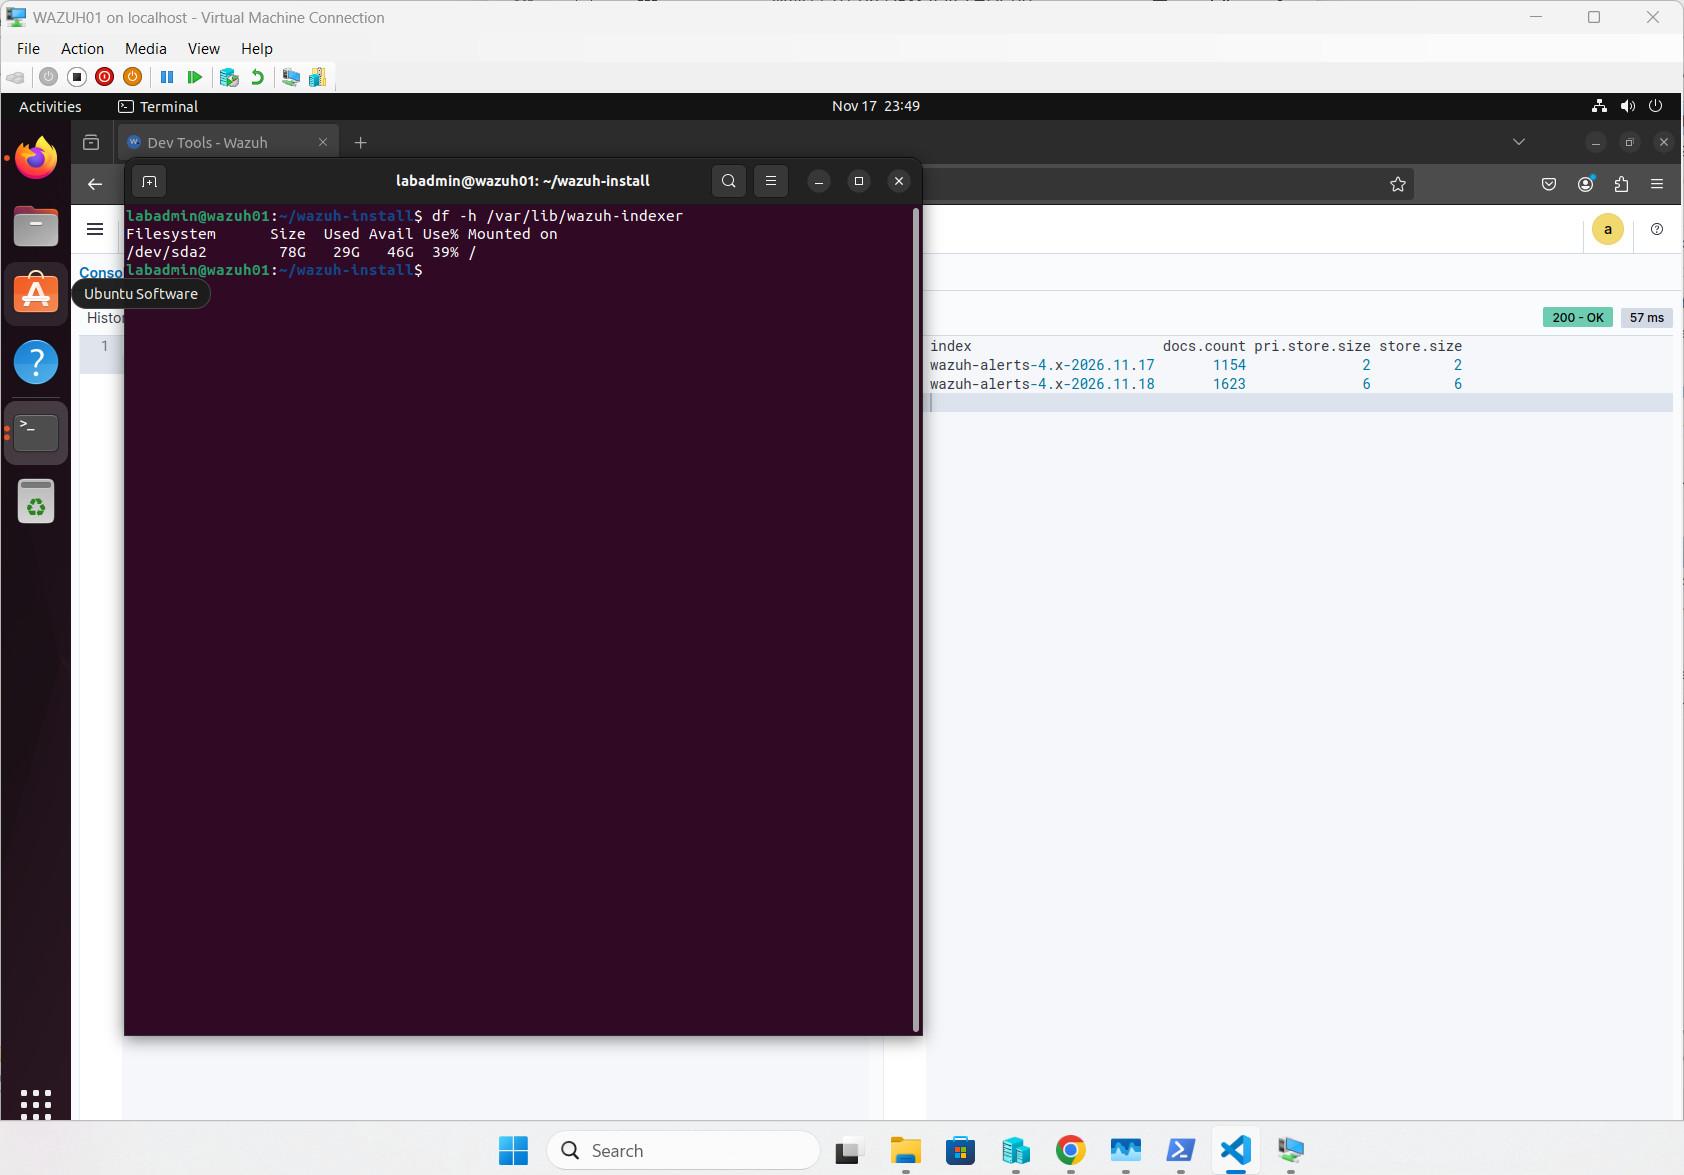 WAZUH01 on localhost - Virtual Machine Connection
File Action Media View Help
Activities Terminal Nov 17 23:49
Dev Tools - Wazuh
labadmin@wazuh01: ~/wazuh-install
labadmin@wazuh01:~/wazuh-install$ df -h /var/lib/wazuh-indexer
Filesystem Size Used Avail Use% Mounted on
/dev/sda2 78G 29G 46G 39% /
labadmin@wazuh01:~/wazuh-install$
a
Conso
Ubuntu Software
Histor
200 - OK 57 ms
1
index docs.count pri.store.size store.size
wazuh-alerts-4.x-2026.11.17 1154 2 2
wazuh-alerts-4.x-2026.11.18 1623 6 6
Search